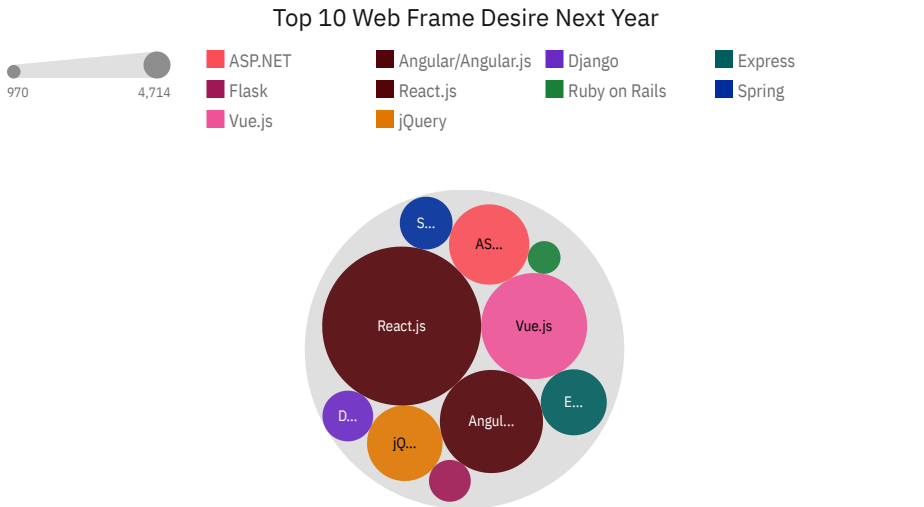 Top 10 Web Frame Desire Next Year
970 4,714
ASP.NET Angular/Angular.js Django Express
Flask React.js Ruby on Rails Spring
Vue.js jQuery
S...
AS...
React.js Vue.js
E...
D...
Angul...
jQ...